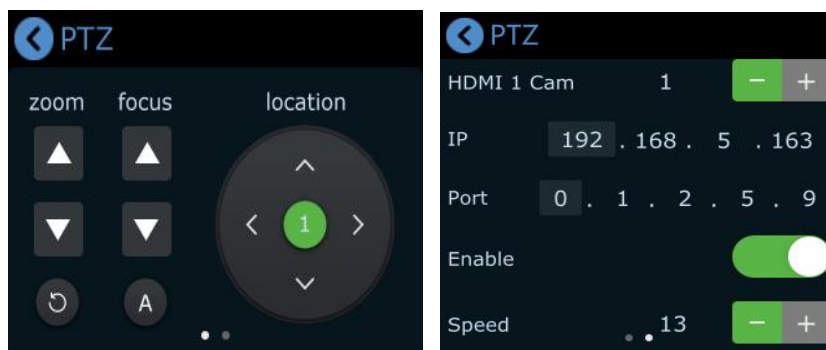 PTZ
zoom focus location
1
A
PTZ
HDMI 1 Cam 1 − +
IP 192 . 168 . 5 . 163
Port 0 . 1 . 2 . 5 . 9
Enable
Speed 13 − +